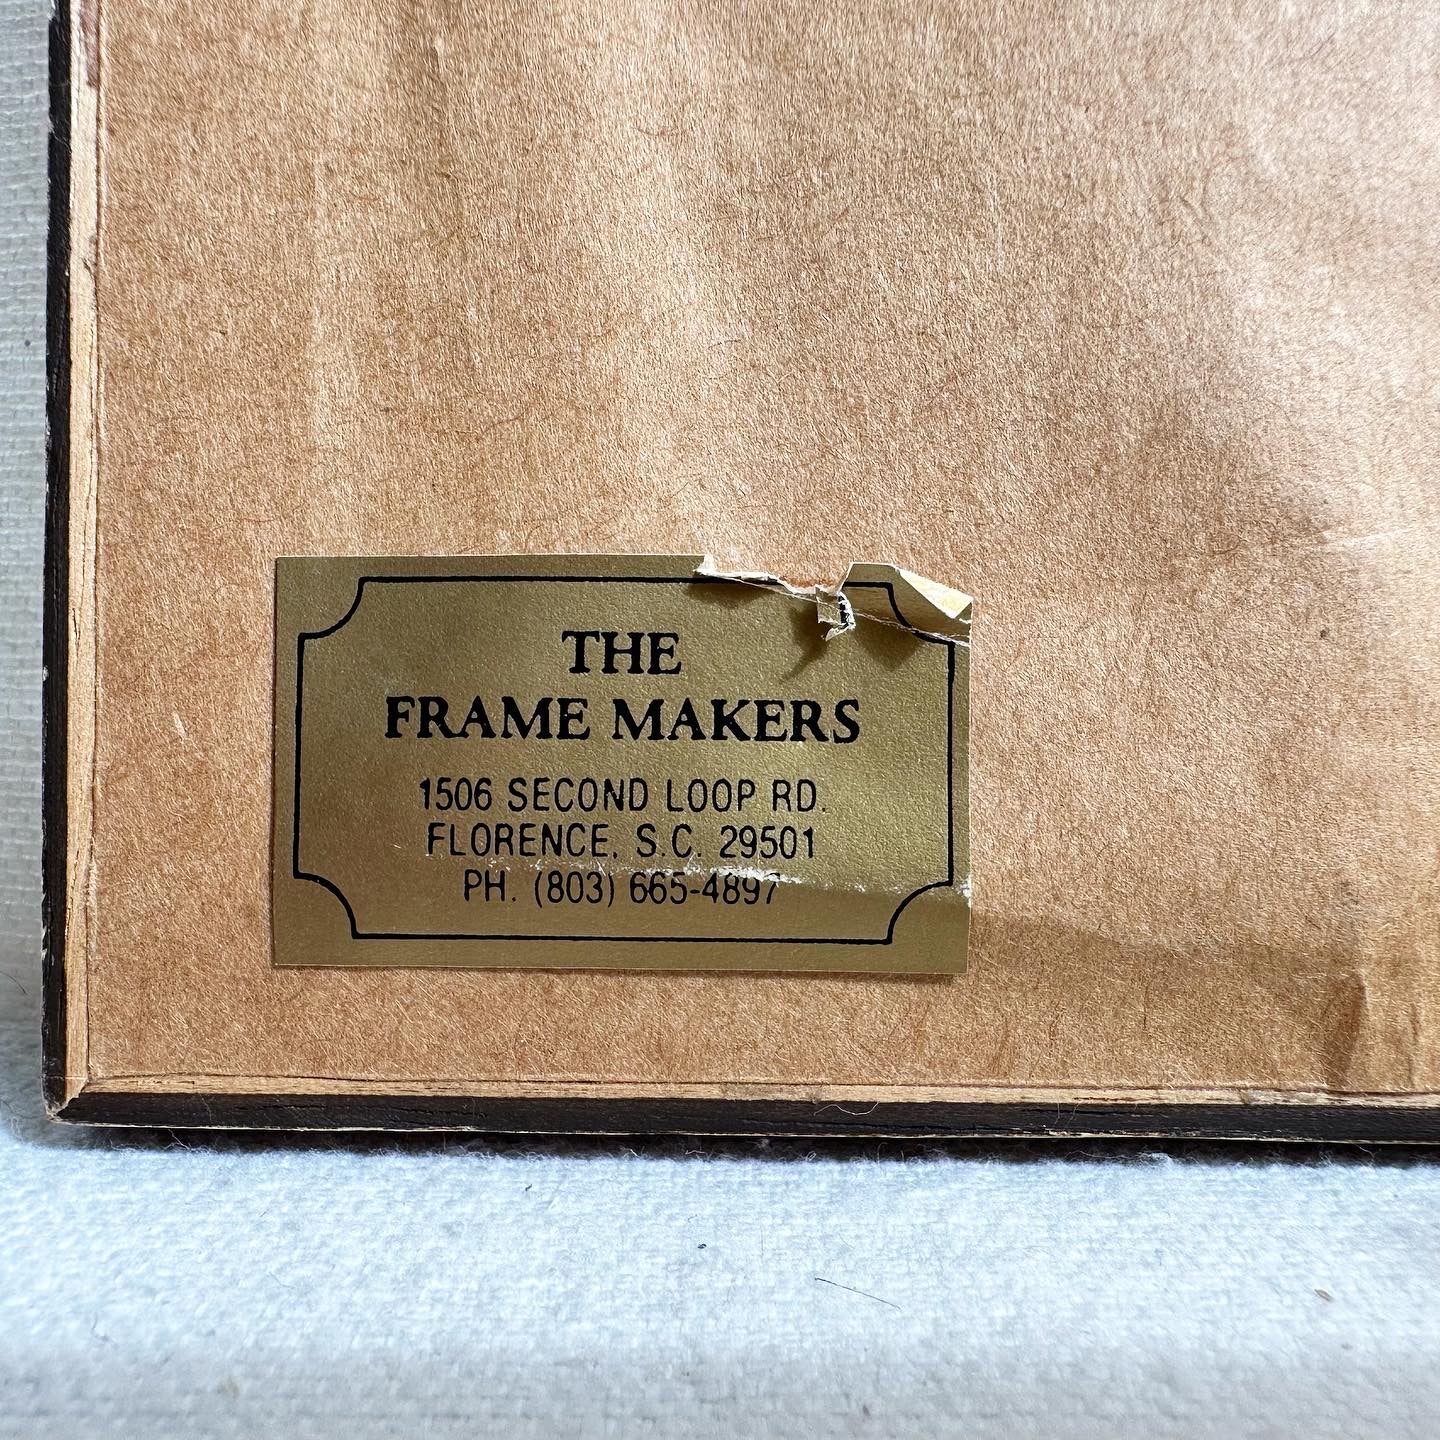 THE
FRAME MAKERS
1506 SECOND LOOP RD.
FLORENCE, S.C. 29501
PH. (803) 665-4897